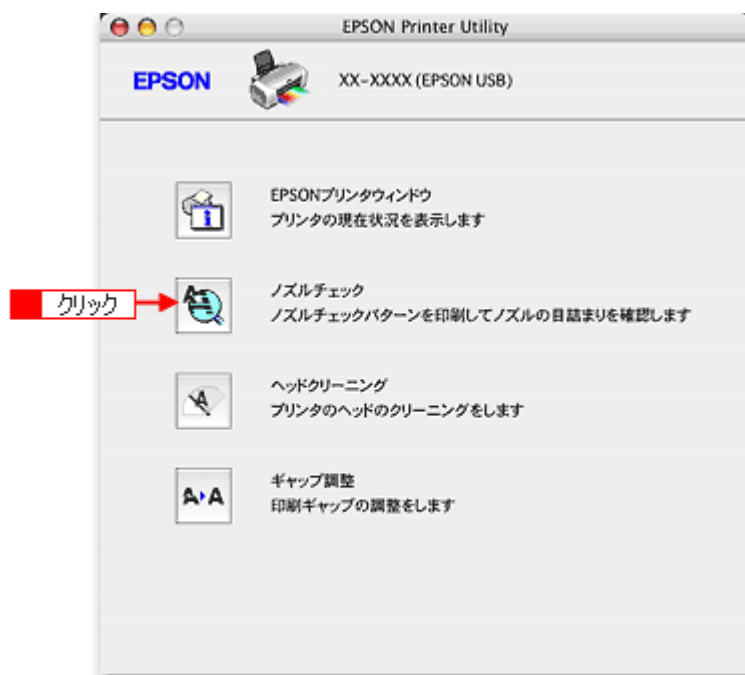 EPSON Printer Utility
EPSON
XX-XXXX (EPSON USB)
EPSONプリンタウィンドウ
プリンタの現在状況を表示します
クリック
ノズルチェック
ノズルチェックパターンを印刷してノズルの目詰まりを確認します
ヘッドクリーニング
プリンタのヘッドのクリーニングをします
ギャップ調整
印刷ギャップの調整をします